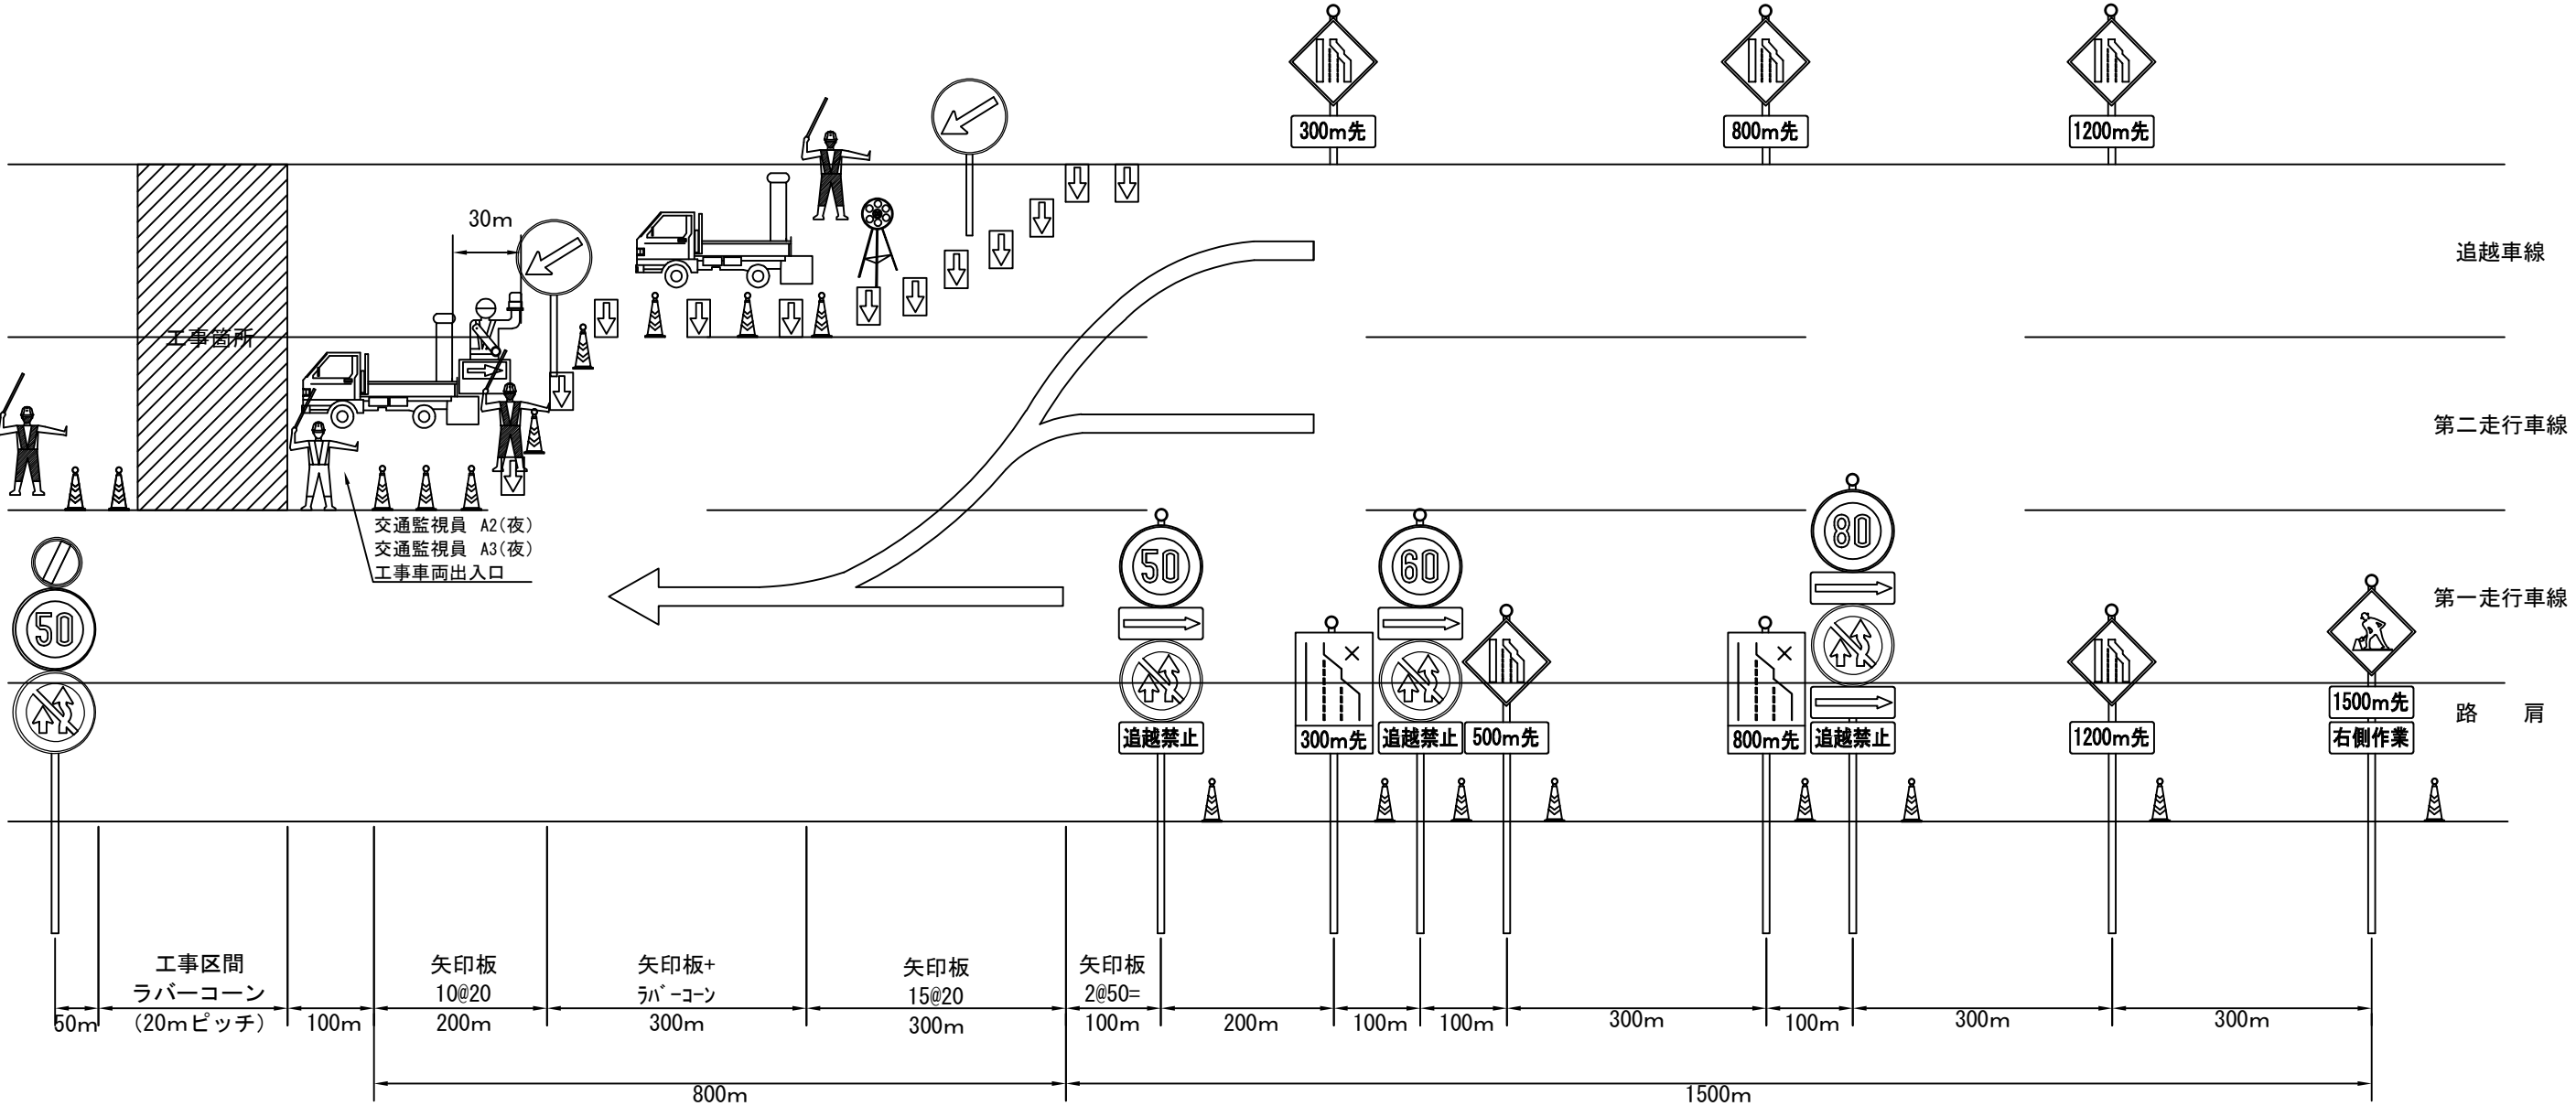 300m先
800m先
1200m先
30m
追越車線
工事箇所
第二走行車線
交通監視員 A2(夜)
交通監視員 A3(夜)
工事車両出入口
50
50
60
80
第一走行車線
追越禁止
300m先
追越禁止
500m先
800m先
追越禁止
1200m先
1500m先
右側作業
路 肩
50m
工事区間
ラバーコーン
(20mピッチ)
100m
矢印板
10@20
200m
矢印板+
ラバーコーン
300m
矢印板
15@20
300m
矢印板
2@50=
100m
200m
100m
100m
300m
100m
300m
300m
800m
1500m